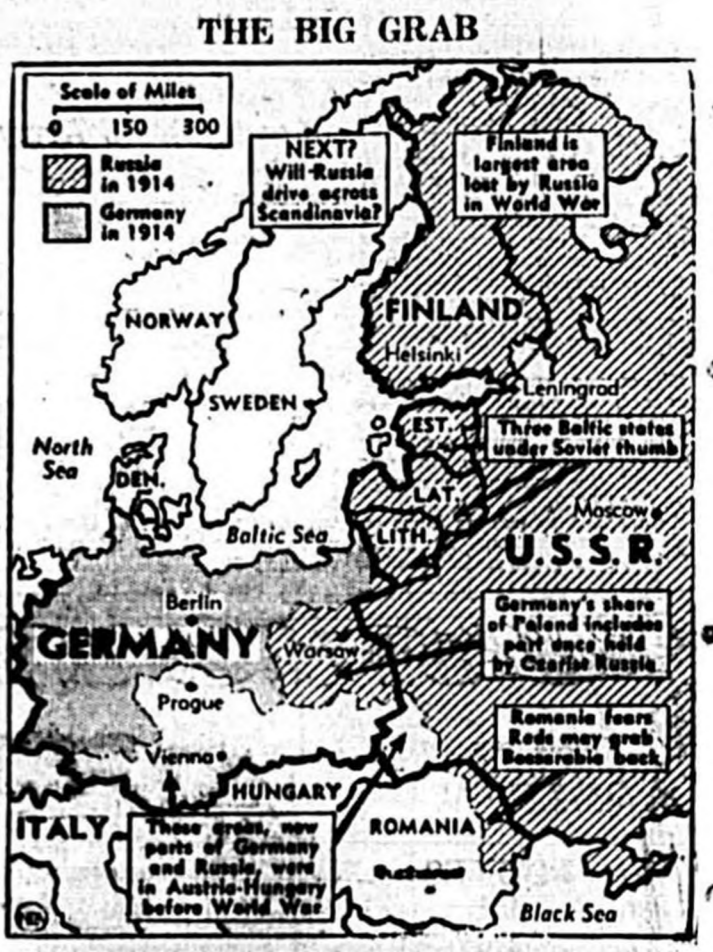 THE BIG GRAB
Scale of Miles
0 150 300
Russia
in 1914
Germany
in 1914
NEXT?
Will Russia
drive across
Scandinavia?
Finland is
largest area
lost by Russia
in World War
NORWAY
FINLAND
Helsinki
Leningrad
SWEDEN
EST.
Three Baltic states
under Soviet thumb
North
Sea
DEN.
LAT.
Moscow
Baltic Sea
LITH.
U. S. S. R.
Berlin
Germany's share
of Poland includes
part once held
by Czarist Russia
GERMANY
Warsaw
Prague
Romania fears
Reds may grab
Bessarabia back
Vienna
HUNGARY
ITALY
These areas, now
parts of Germany
and Russia, were
in Austria-Hungary
before World War
ROMANIA
Bucharest
Black Sea
NEA